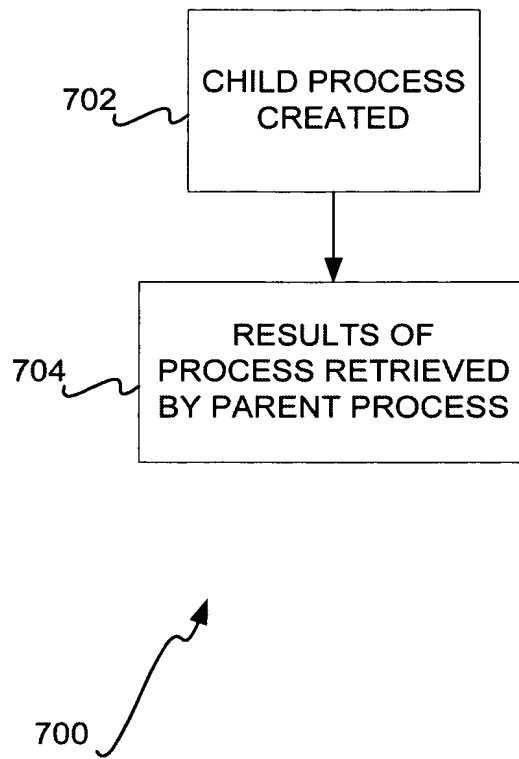 702
CHILD PROCESS
CREATED
704
RESULTS OF
PROCESS RETRIEVED
BY PARENT PROCESS
700